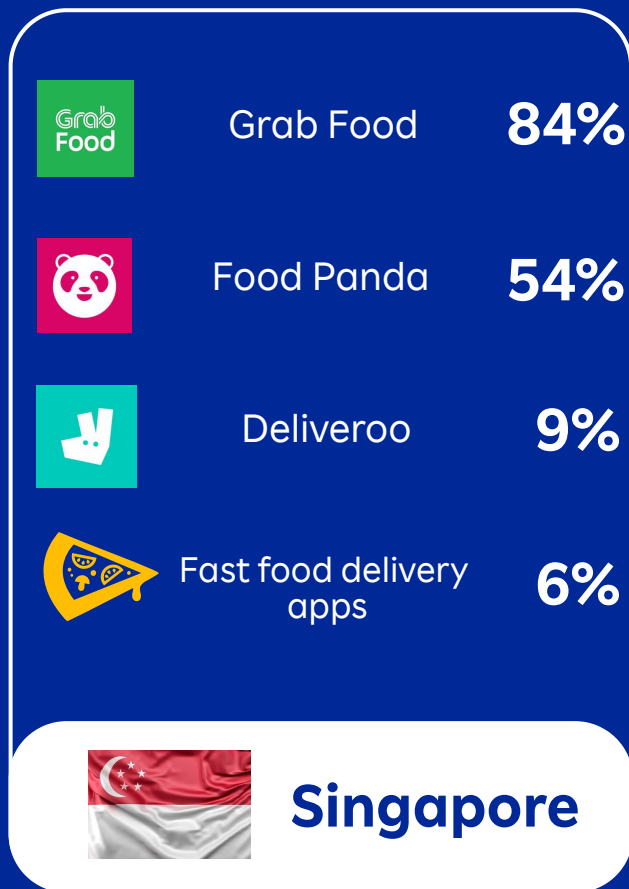 Grab
Food
Grab Food
84%
Food Panda
54%
Deliveroo
9%
Fast food delivery
apps
6%
Singapore